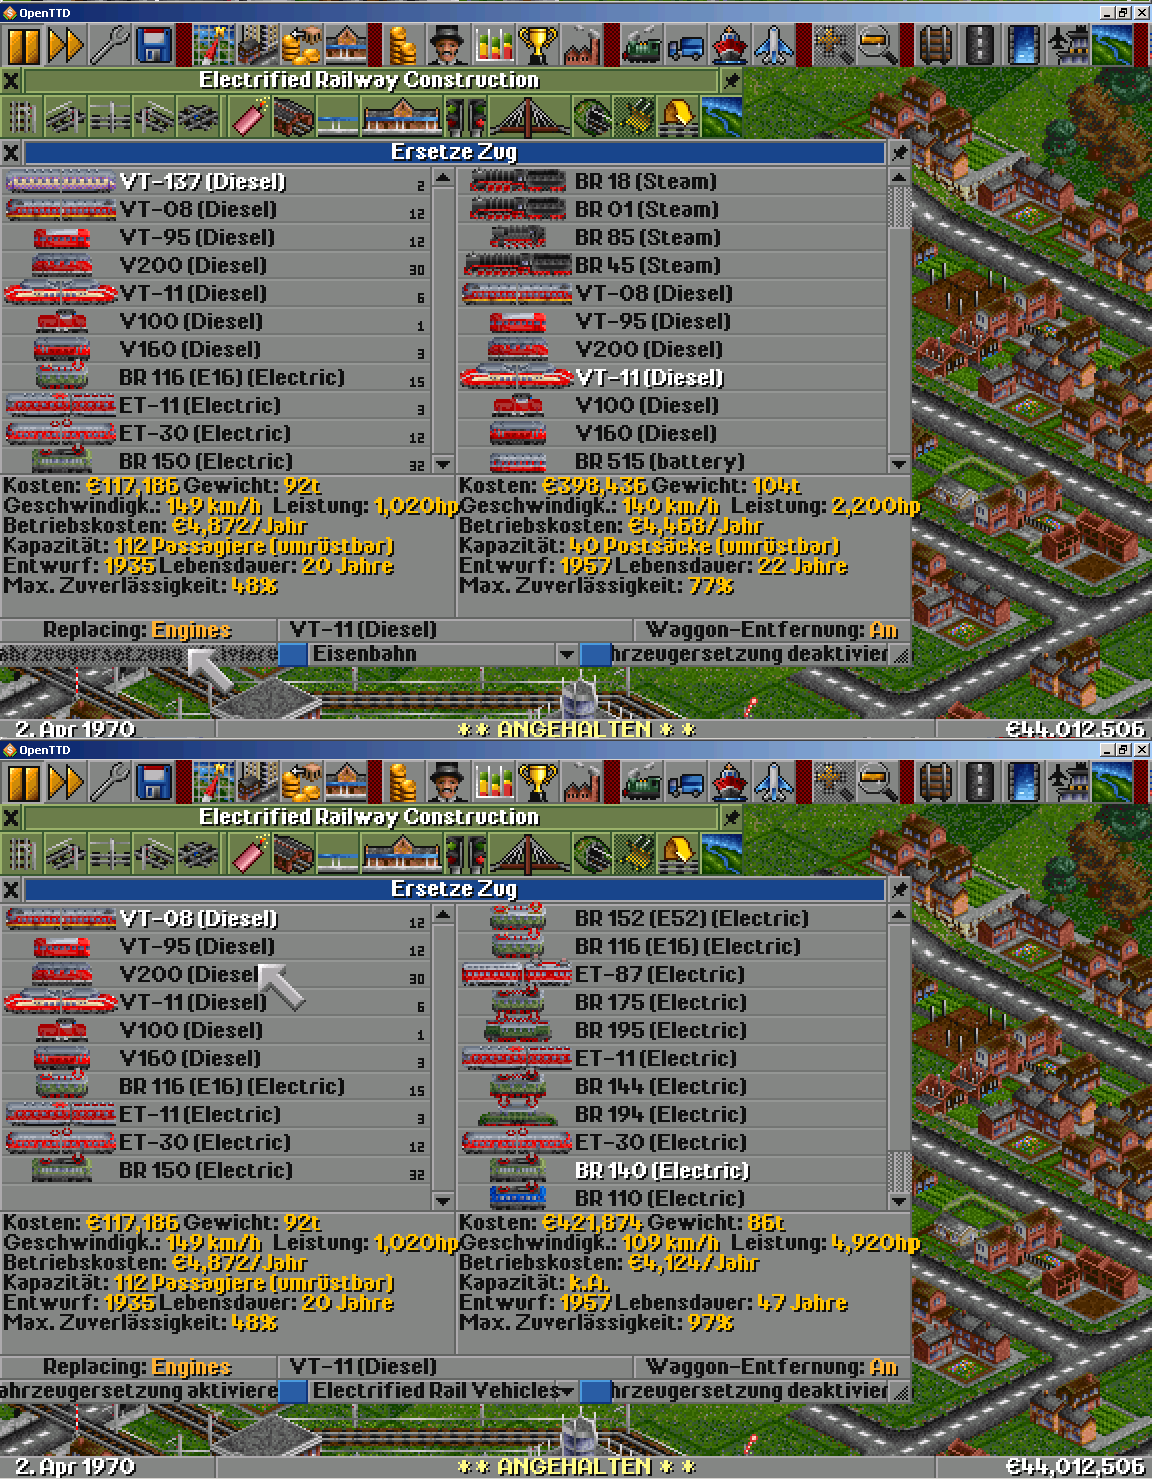 OpenTTD
Electrified Railway Construction
Ersetze Zug
VT-137 (Diesel) 2
VT-08 (Diesel) 12
VT-95 (Diesel) 12
V200 (Diesel) 30
VT-11 (Diesel) 6
V100 (Diesel) 1
V160 (Diesel) 3
BR 116 (E16) (Electric) 15
ET-11 (Electric) 3
ET-30 (Electric) 12
BR 150 (Electric) 32
BR 18 (Steam)
BR 01 (Steam)
BR 85 (Steam)
BR 45 (Steam)
VT-08 (Diesel)
VT-95 (Diesel)
V200 (Diesel)
VT-11 (Diesel)
V100 (Diesel)
V160 (Diesel)
BR 515 (battery)
Kosten: €117,186 Gewicht: 92t
Geschwindigk.: 149 km/h Leistung: 1,020hp
Betriebskosten: €4,872/Jahr
Kapazität: 112 Passagiere (umrüstbar)
Entwurf: 1935 Lebensdauer: 20 Jahre
Max. Zuverlässigkeit: 48%
Kosten: €398,436 Gewicht: 104t
Geschwindigk.: 140 km/h Leistung: 2,200hp
Betriebskosten: €4,468/Jahr
Kapazität: 40 Postsäcke (umrüstbar)
Entwurf: 1957 Lebensdauer: 22 Jahre
Max. Zuverlässigkeit: 77%
Replacing: Engines VT-11 (Diesel) Waggon-Entfernung: An
Eisenbahn hrzeugersetzung deaktivier
2. Apr 1970 ** ANGEHALTEN ** €44,012,506
OpenTTD
Electrified Railway Construction
Ersetze Zug
VT-08 (Diesel) 12
VT-95 (Diesel) 12
V200 (Diesel 30
VT-11 (Diesel) 6
V100 (Diesel) 1
V160 (Diesel) 3
BR 116 (E16) (Electric) 15
ET-11 (Electric) 3
ET-30 (Electric) 12
BR 150 (Electric) 32
BR 152 (E52) (Electric)
BR 116 (E16) (Electric)
ET-87 (Electric)
BR 175 (Electric)
BR 195 (Electric)
ET-11 (Electric)
BR 144 (Electric)
BR 194 (Electric)
ET-30 (Electric)
BR 140 (Electric)
BR 110 (Electric)
Kosten: €117,186 Gewicht: 92t
Geschwindigk.: 149 km/h Leistung: 1,020hp
Betriebskosten: €4,872/Jahr
Kapazität: 112 Passagiere (umrüstbar)
Entwurf: 1935 Lebensdauer: 20 Jahre
Max. Zuverlässigkeit: 48%
Kosten: €421,874 Gewicht: 86t
Geschwindigk.: 109 km/h Leistung: 4,920hp
Betriebskosten: €4,124/Jahr
Kapazität: k.A.
Entwurf: 1957 Lebensdauer: 47 Jahre
Max. Zuverlässigkeit: 97%
Replacing: Engines VT-11 (Diesel) Waggon-Entfernung: An
ahrzeugersetzung aktiviere Electrified Rail Vehicles hrzeugersetzung deaktivier
2. Apr 1970 ** ANGEHALTEN ** €44,012,506